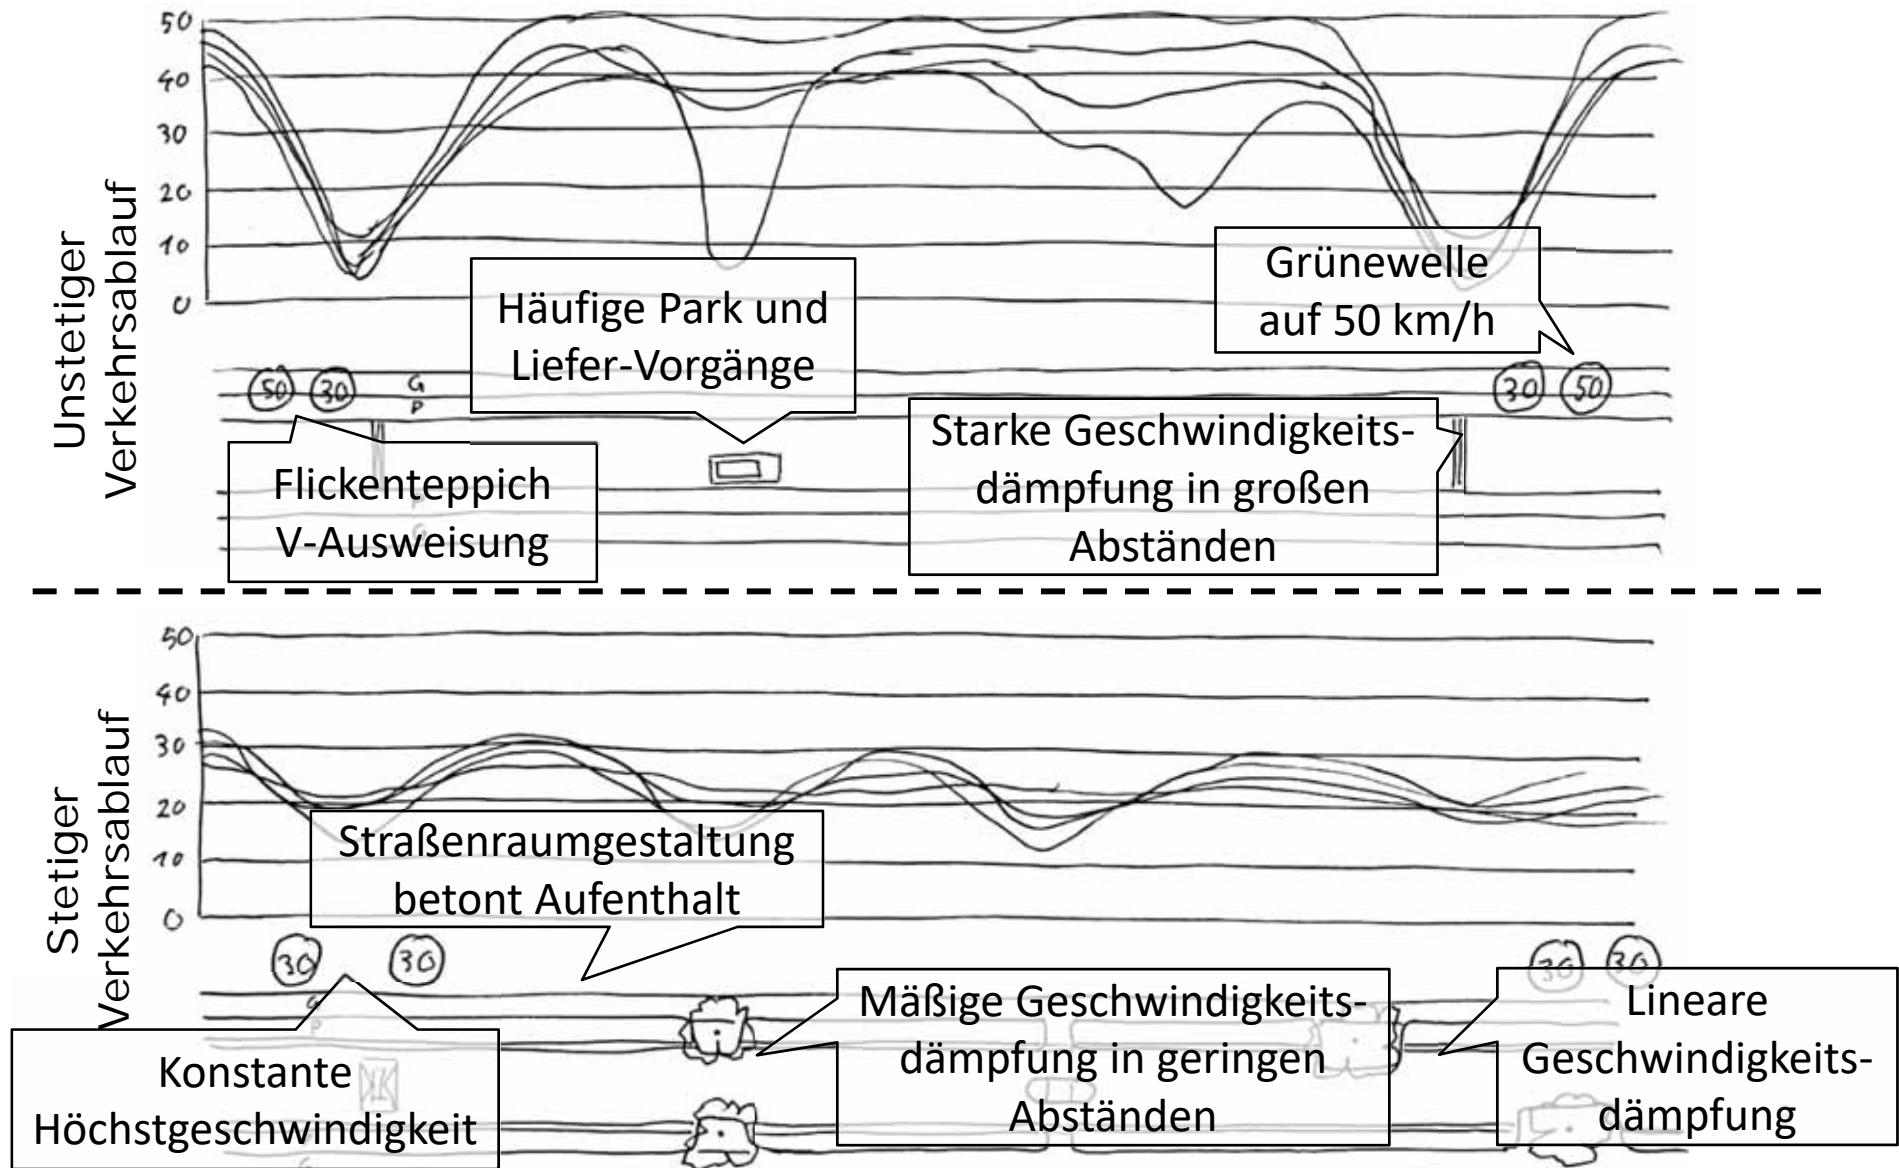 50
40
30
20
10
0
Unstetiger
Verkehrsablauf
Häufige Park und
Liefer-Vorgänge
Grünewelle
auf 50 km/h
50
30
G
P
30
50
Flickenteppich
V-Ausweisung
Starke Geschwindigkeits-
dämpfung in großen
Abständen
P
G
50
40
30
20
10
0
Stetiger
Verkehrsablauf
Straßenraumgestaltung
betont Aufenthalt
30
30
30
30
G
P
Konstante
Höchstgeschwindigkeit
Mäßige Geschwindigkeits-
dämpfung in geringen
Abständen
Lineare
Geschwindigkeits-
dämpfung
G